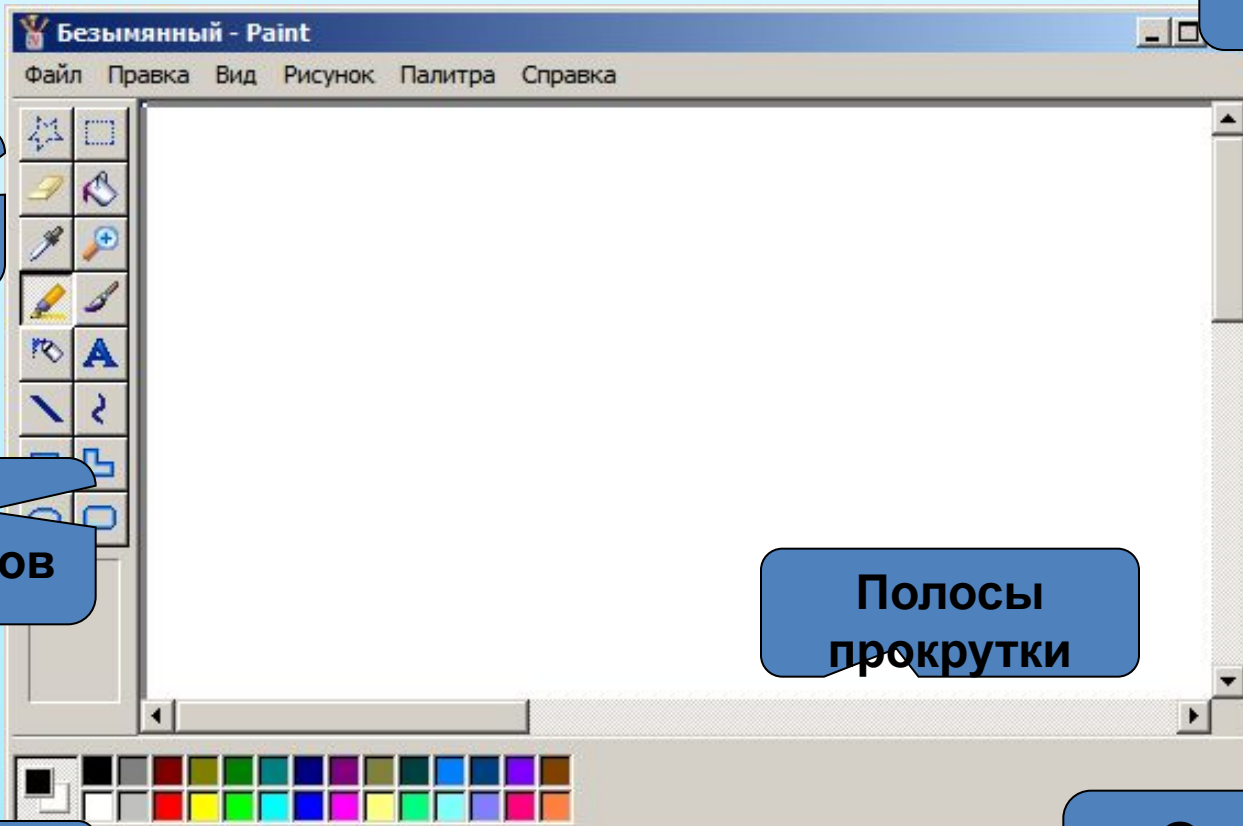 Безымянный - Paint
Файл Правка Вид Рисунок Палитра Справка
A
ов
Полосы
прокрутки